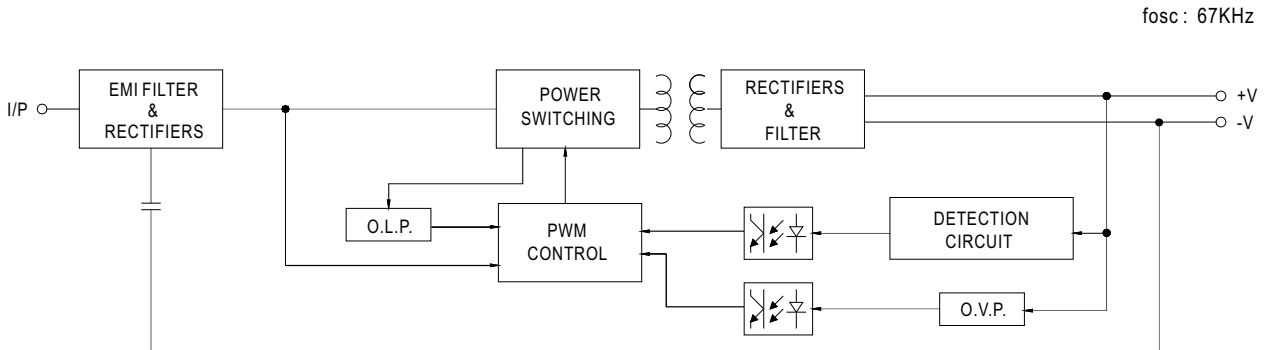 fosc : 67KHz
I/P
EMI FILTER
&
RECTIFIERS
POWER
SWITCHING
RECTIFIERS
&
FILTER
+V
-V
O.L.P.
PWM
CONTROL
DETECTION
CIRCUIT
O.V.P.